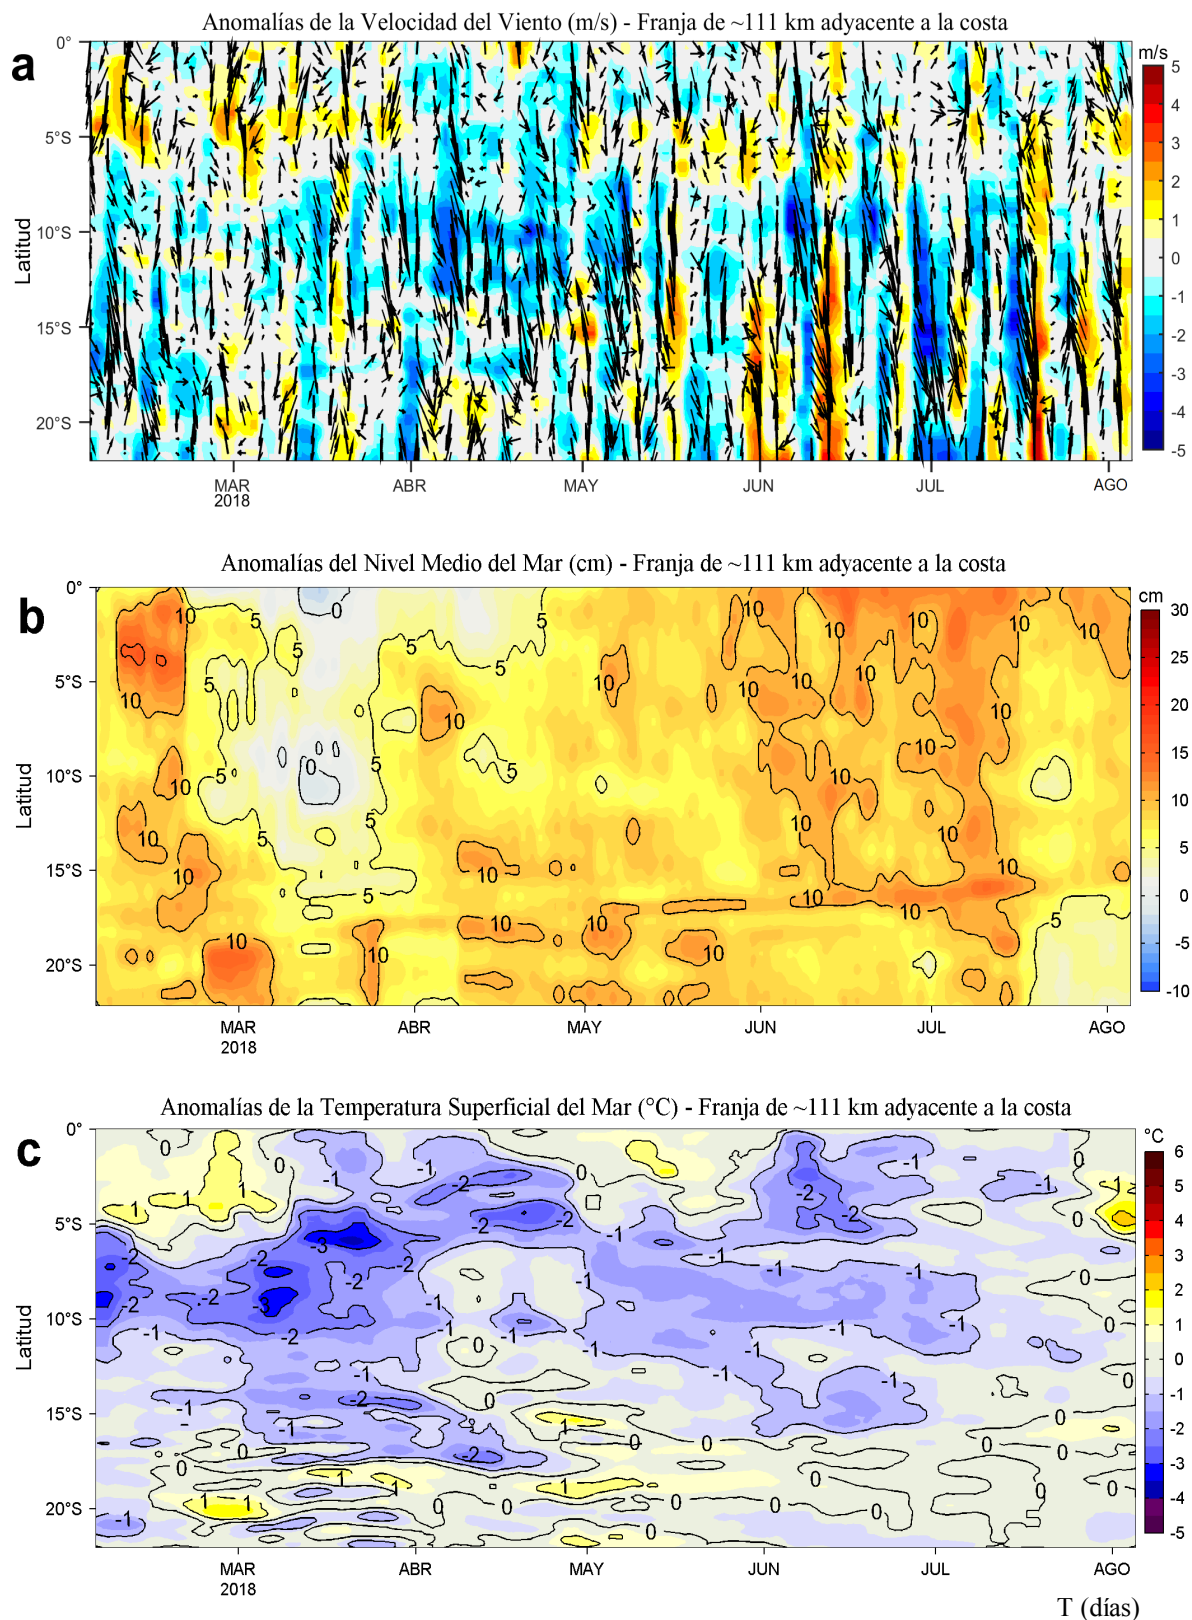 Anomalías de la Velocidad del Viento (m/s) - Franja de ~111 km adyacente a la costa
a
m/s
0°
5°S
10°S
15°S
20°S
Latitud
5
4
3
2
1
0
-1
-2
-3
-4
-5
MAR
2018
ABR
MAY
JUN
JUL
AGO
Anomalías del Nivel Medio del Mar (cm) - Franja de ~111 km adyacente a la costa
b
cm
0°
5°S
10°S
15°S
20°S
Latitud
30
25
20
15
10
5
0
-5
-10
MAR
2018
ABR
MAY
JUN
JUL
AGO
Anomalías de la Temperatura Superficial del Mar (°C) - Franja de ~111 km adyacente a la costa
c
°C
0°
5°S
10°S
15°S
20°S
Latitud
6
5
4
3
2
1
0
-1
-2
-3
-4
-5
MAR
2018
ABR
MAY
JUN
JUL
AGO
T (días)